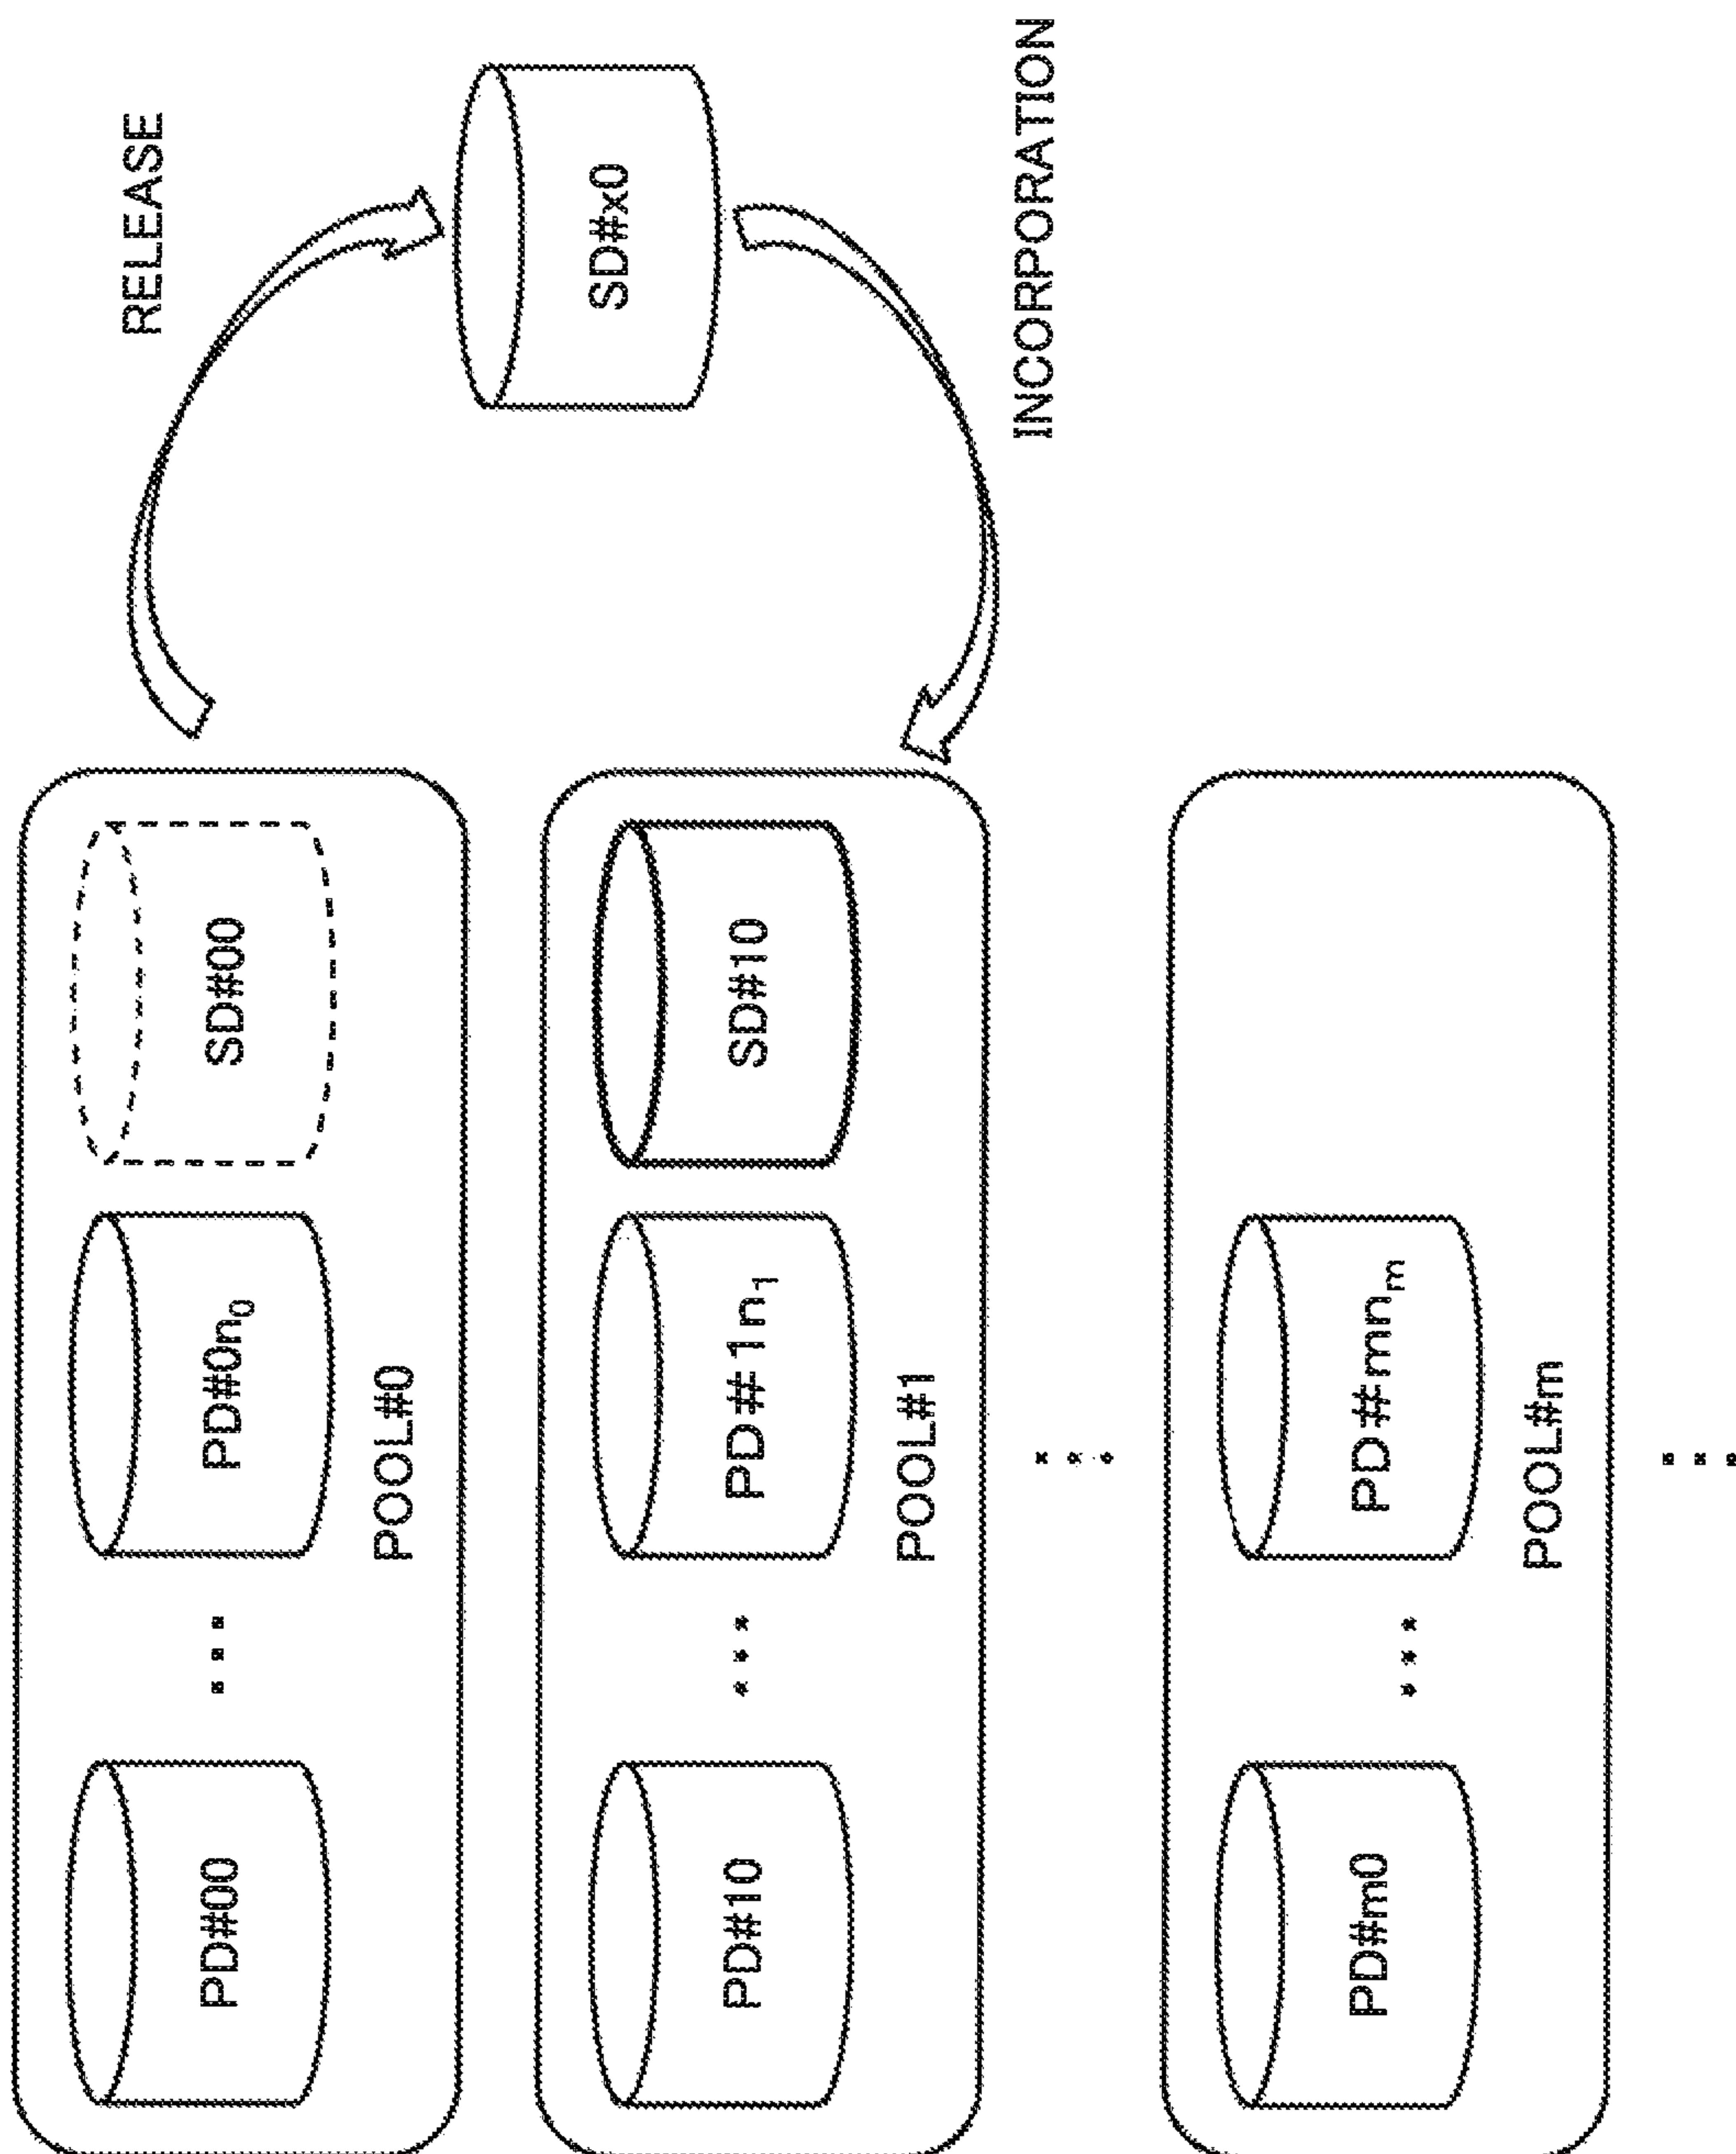 RELEASE
PD#00
...
PD#0n₀
SD#00
POOL#0
SD#x0
PD#10
...
PD#1n₁
SD#10
POOL#1
INCORPORATION
...
PD#m0
...
PD#mnₘ
POOL#m
...